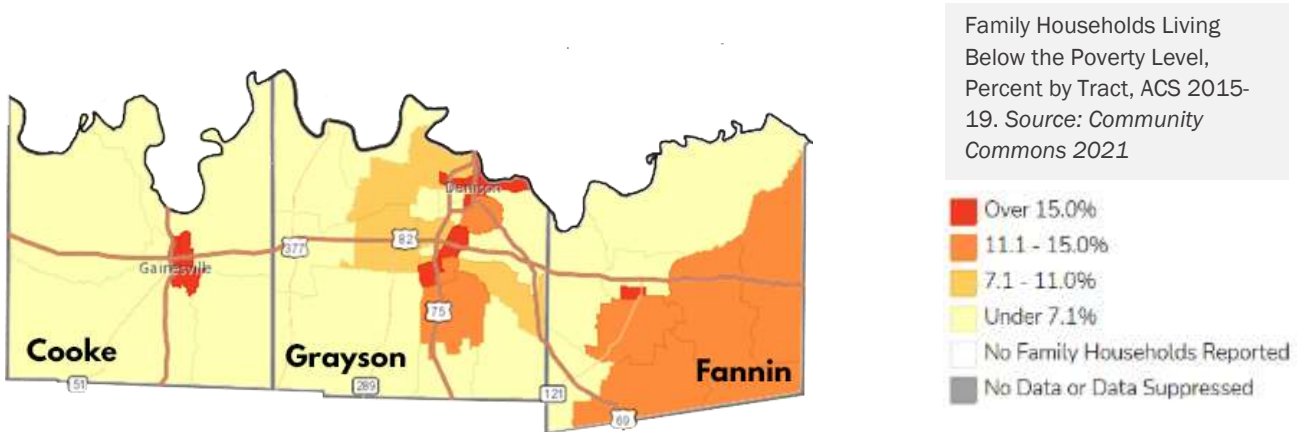 Family Households Living
Below the Poverty Level,
Percent by Tract, ACS 2015-
19. Source: Community
Commons 2021
Over 15.0%
11.1 - 15.0%
7.1 - 11.0%
Under 7.1%
No Family Households Reported
No Data or Data Suppressed
Denison
377
82
Gainesville
75
Cooke
Grayson
Fannin
51
289
121
69